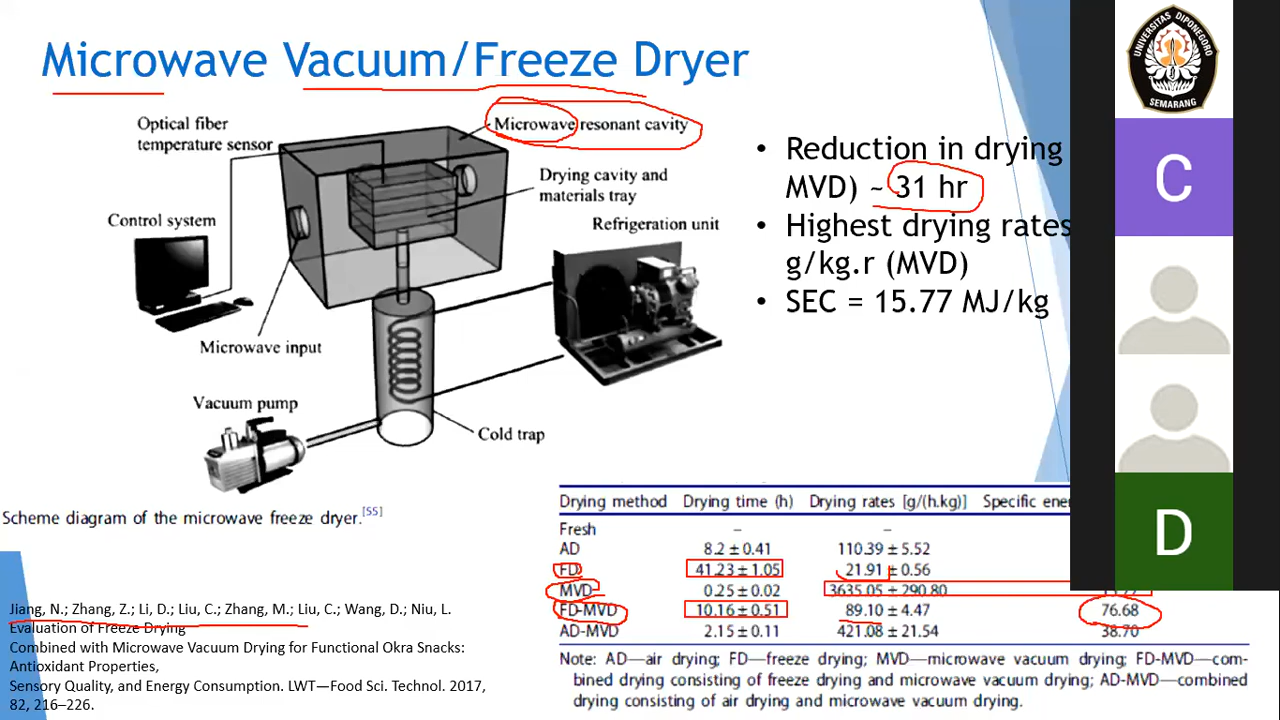 Microwave Vacuum/Freeze Dryer
Optical fiber
temperature sensor
Microwave resonant cavity
Drying cavity and
materials tray
Control system
Refrigeration unit
Microwave input
Vacuum pump
Cold trap
Scheme diagram of the microwave freeze dryer.[55]
• Reduction in drying
MVD) ~ 31 hr
• Highest drying rates
g/kg.r (MVD)
• SEC = 15.77 MJ/kg
Drying method Drying time (h) Drying rates [g/(h.kg)] Specific ene
Fresh – –
AD 8.2 ± 0.41 110.39 ± 5.52
FD 41.23 ± 1.05 21.91 ± 0.56
MVD 0.25 ± 0.02 3635.05 ± 290.80
FD-MVD 10.16 ± 0.51 89.10 ± 4.47 76.68
AD-MVD 2.15 ± 0.11 421.08 ± 21.54 38.70
Note: AD—air drying; FD—freeze drying; MVD—microwave vacuum drying; FD-MVD—com-
bined drying consisting of freeze drying and microwave vacuum drying; AD-MVD—combined
drying consisting of air drying and microwave vacuum drying.
Jiang, N.; Zhang, Z.; Li, D.; Liu, C.; Zhang, M.; Liu, C.; Wang, D.; Niu, L.
Evaluation of Freeze Drying
Combined with Microwave Vacuum Drying for Functional Okra Snacks:
Antioxidant Properties,
Sensory Quality, and Energy Consumption. LWT—Food Sci. Technol. 2017,
82, 216–226.
UNIVERSITAS DIPONEGORO
SEMARANG
C
D